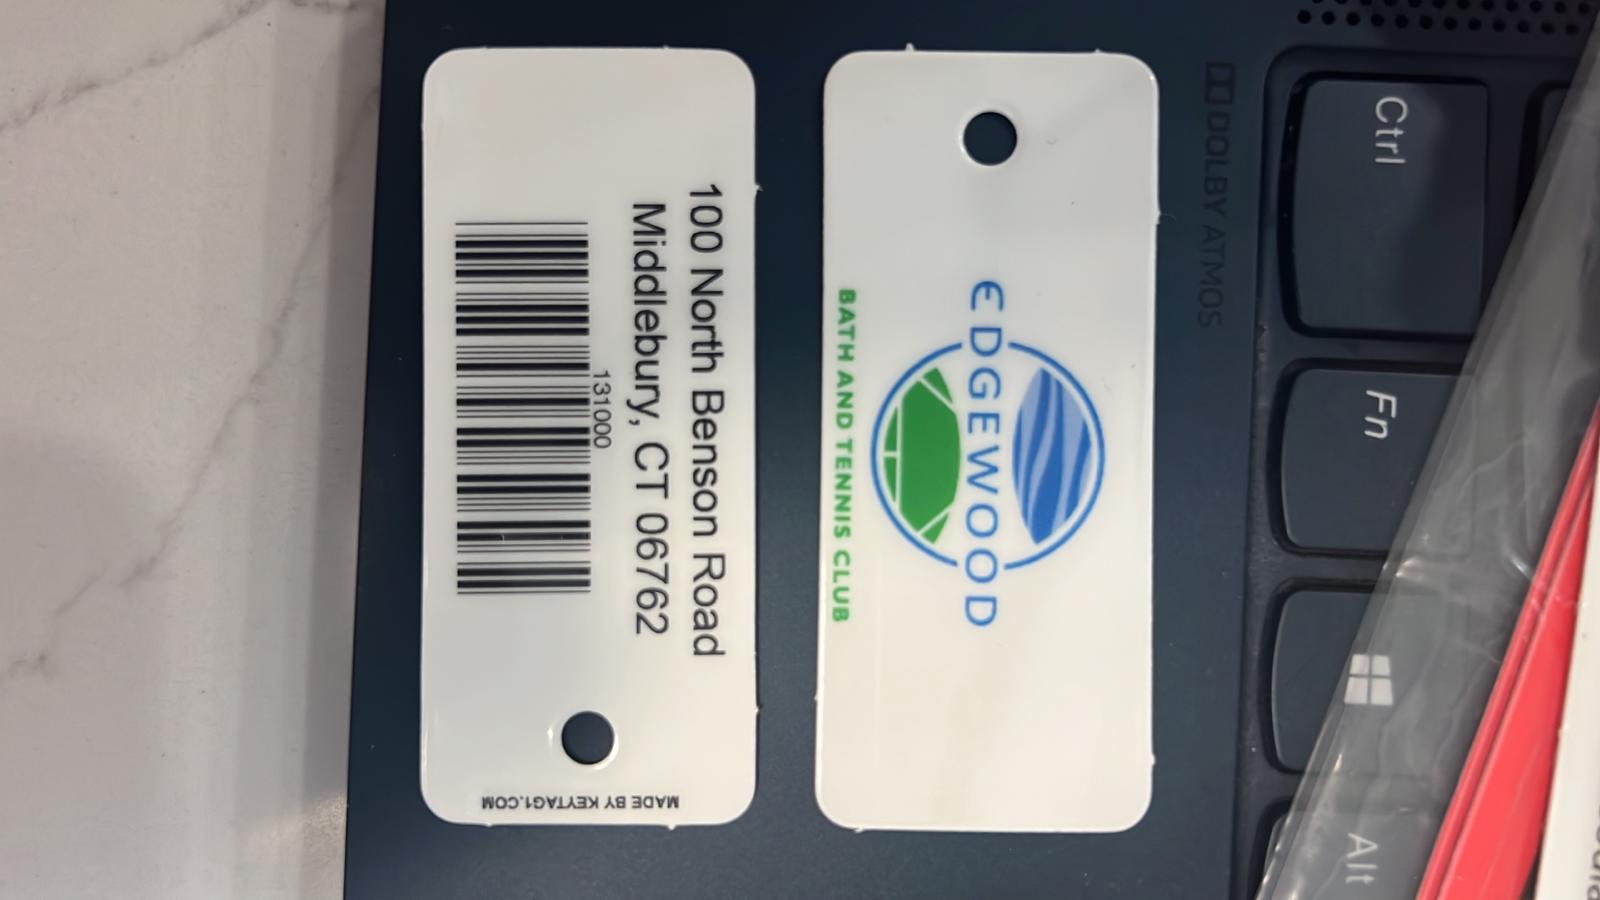 100 North Benson Road
Middlebury, CT 06762
131000
MADE BY KEYTAG1.COM
EDGEWOOD
BATH AND TENNIS CLUB
DOLBY ATMOS
Ctrl
Fn
Alt